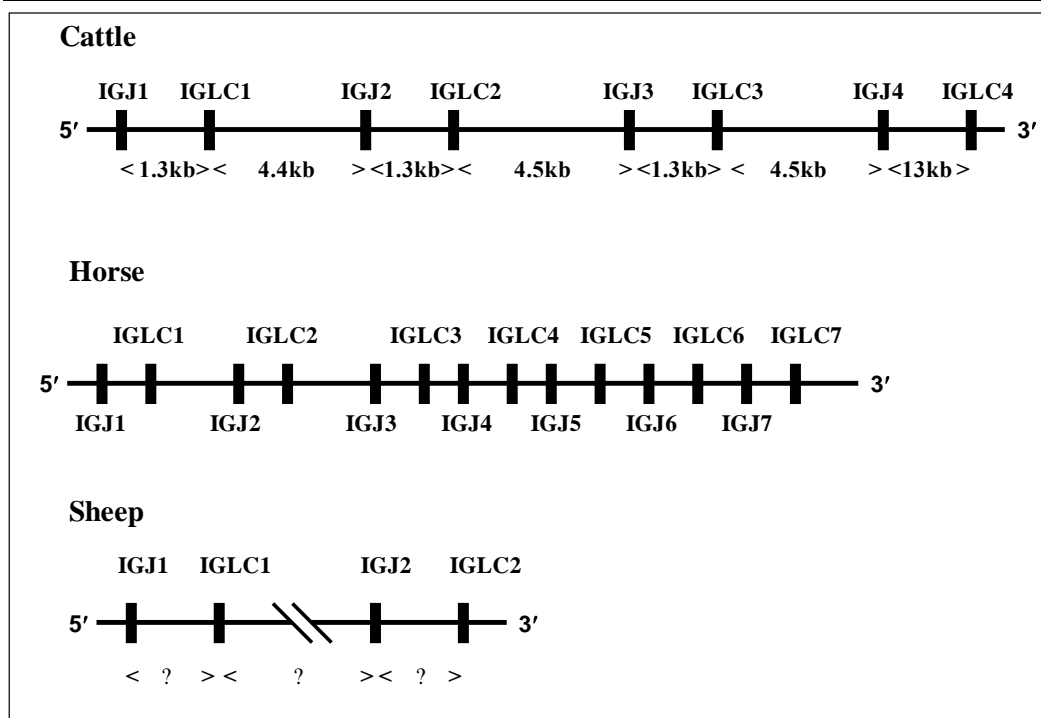 Cattle
IGJ1 IGLC1 IGJ2 IGLC2 IGJ3 IGLC3 IGJ4 IGLC4
5′ 3′
<1.3kb>< 4.4kb ><1.3kb>< 4.5kb ><1.3kb> < 4.5kb > <13kb >
Horse
IGLC1 IGLC2 IGLC3 IGLC4 IGLC5 IGLC6 IGLC7
5′ 3′
IGJ1 IGJ2 IGJ3 IGJ4 IGJ5 IGJ6 IGJ7
Sheep
IGJ1 IGLC1 IGJ2 IGLC2
5′ 3′
< ? > < ? >< ? >